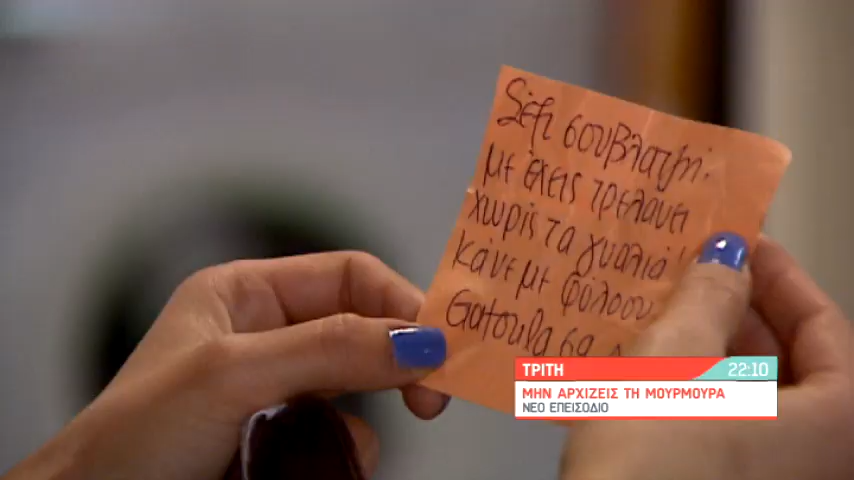 Σέξι σουβλατζή:
με έχεις τρελάνει
χωρίς τα γυαλιά!
κάνε με φόλοου
Gatoula 69
ΤΡΙΤΗ 22:10
ΜΗΝ ΑΡΧΙΖΕΙΣ ΤΗ ΜΟΥΡΜΟΥΡΑ
ΝΕΟ ΕΠΕΙΣΟΔΙΟ